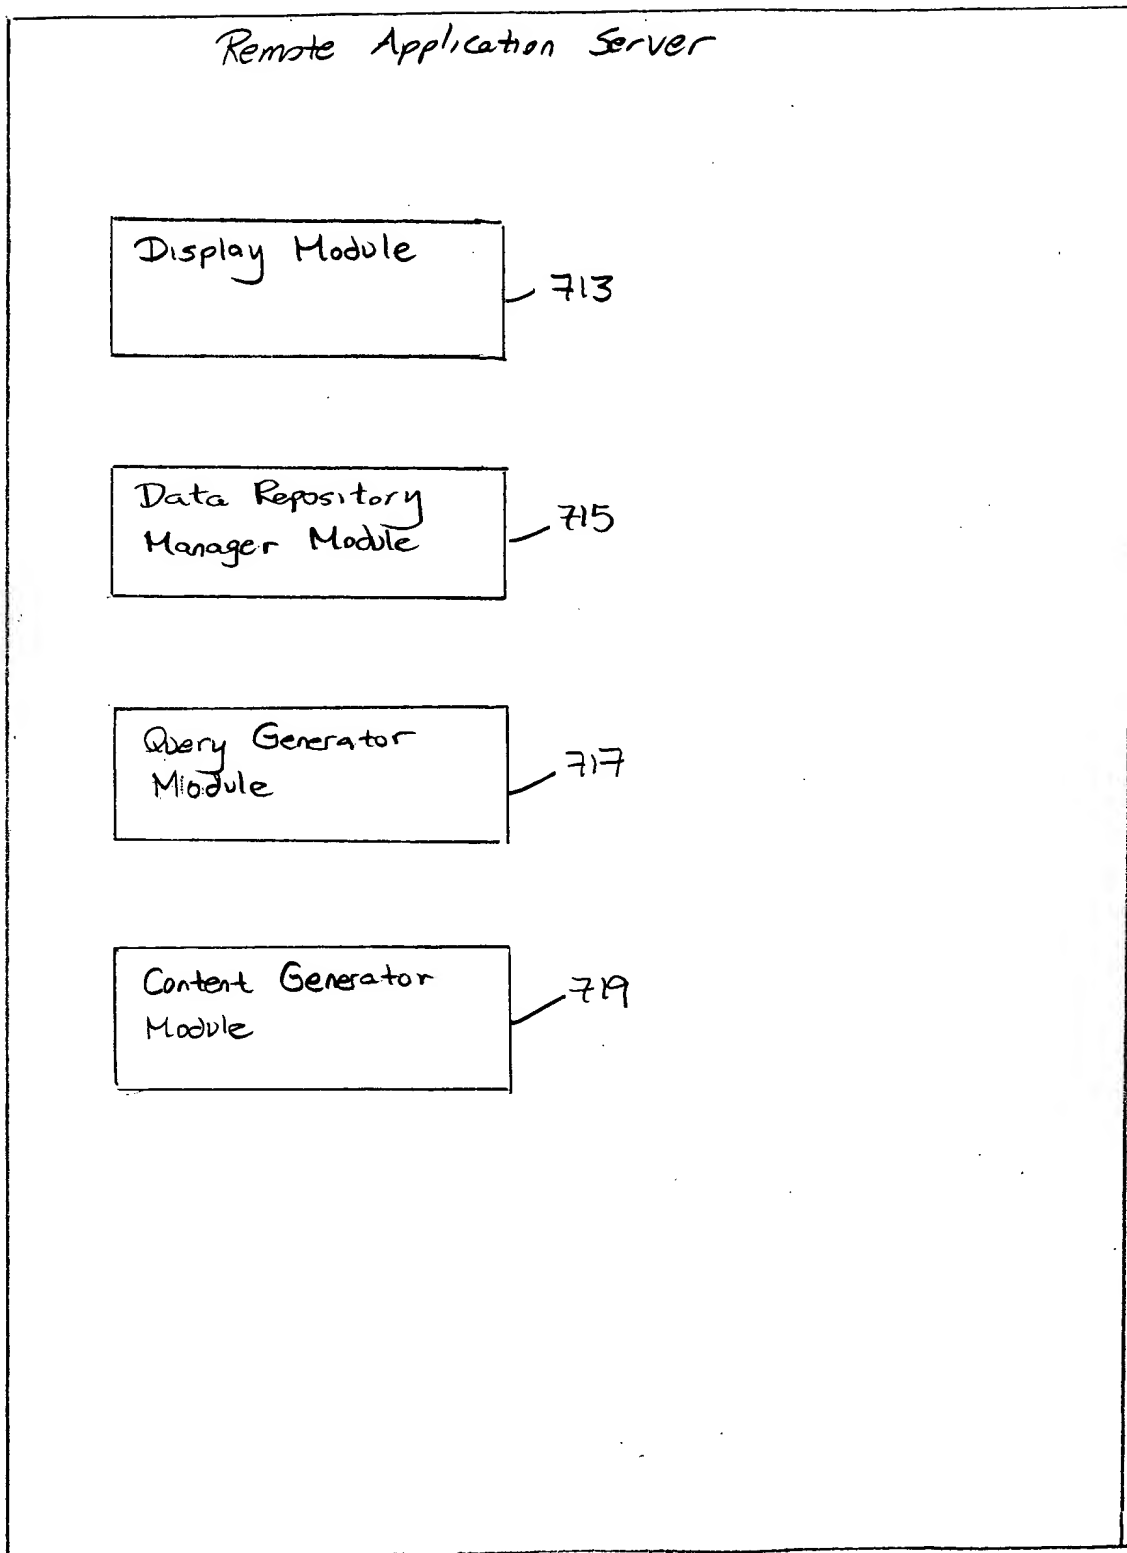 Remote Application Server
Display Module
713
Data Repository
Manager Module
715
Query Generator
Module
717
Content Generator
Module
719